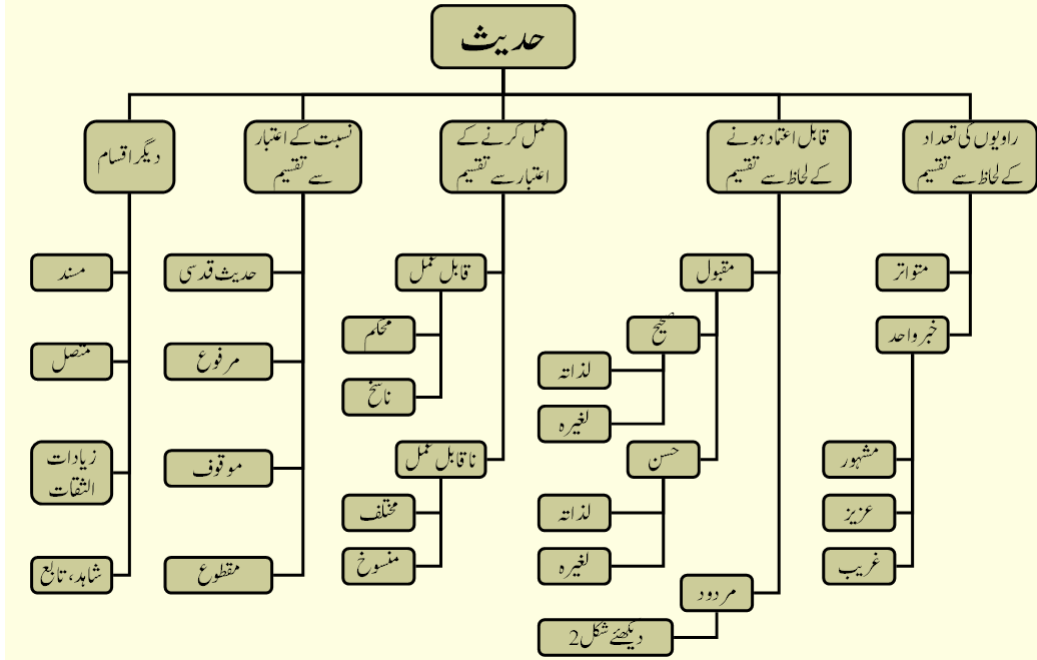 حدیث
راویوں کی تعداد
کے لحاظ سے تقسیم
متواتر
خبر واحد
مشہور
عزیز
غریب
قابل اعتماد ہونے
کے لحاظ سے تقسیم
مقبول
صحیح
لذاتہ
لغیرہ
حسن
لذاتہ
لغیرہ
مردود
دیکھئے شکل 2
عمل کرنے کے
اعتبار سے تقسیم
قابل عمل
محکم
ناسخ
ناقابل عمل
مختلف
منسوخ
نسبت کے اعتبار
سے تقسیم
حدیث قدسی
مرفوع
موقوف
مقطوع
دیگر اقسام
مسند
متصل
زیادات
الثقات
شاہد، تابع